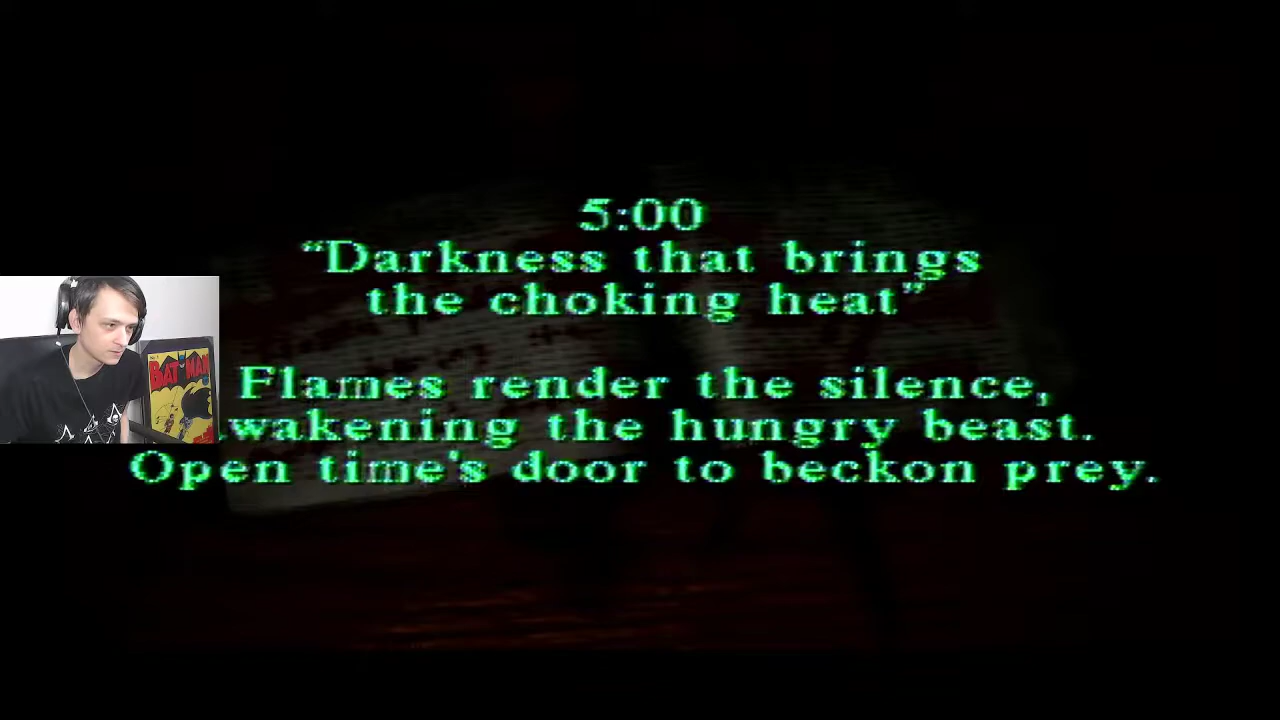 5:00
“Darkness that brings
the choking heat”
Flames render the silence,
wakening the hungry beast.
Open time's door to beckon prey.
BATMAN